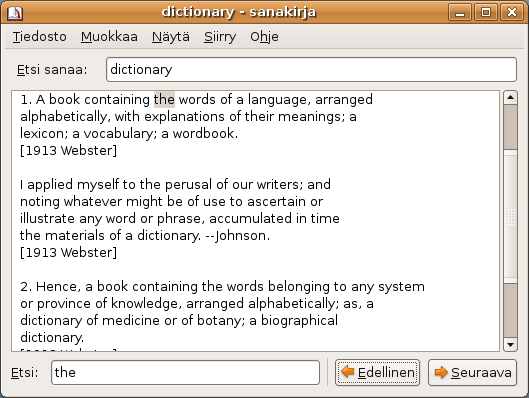 dictionary - sanakirja
Tiedosto Muokkaa Näytä Siirry Ohje
Etsi sanaa: dictionary
1. A book containing the words of a language, arranged
alphabetically, with explanations of their meanings; a
lexicon; a vocabulary; a wordbook.
[1913 Webster]
I applied myself to the perusal of our writers; and
noting whatever might be of use to ascertain or
illustrate any word or phrase, accumulated in time
the materials of a dictionary. --Johnson.
[1913 Webster]
2. Hence, a book containing the words belonging to any system
or province of knowledge, arranged alphabetically; as, a
dictionary of medicine or of botany; a biographical
dictionary.
Etsi: the Edellinen Seuraava